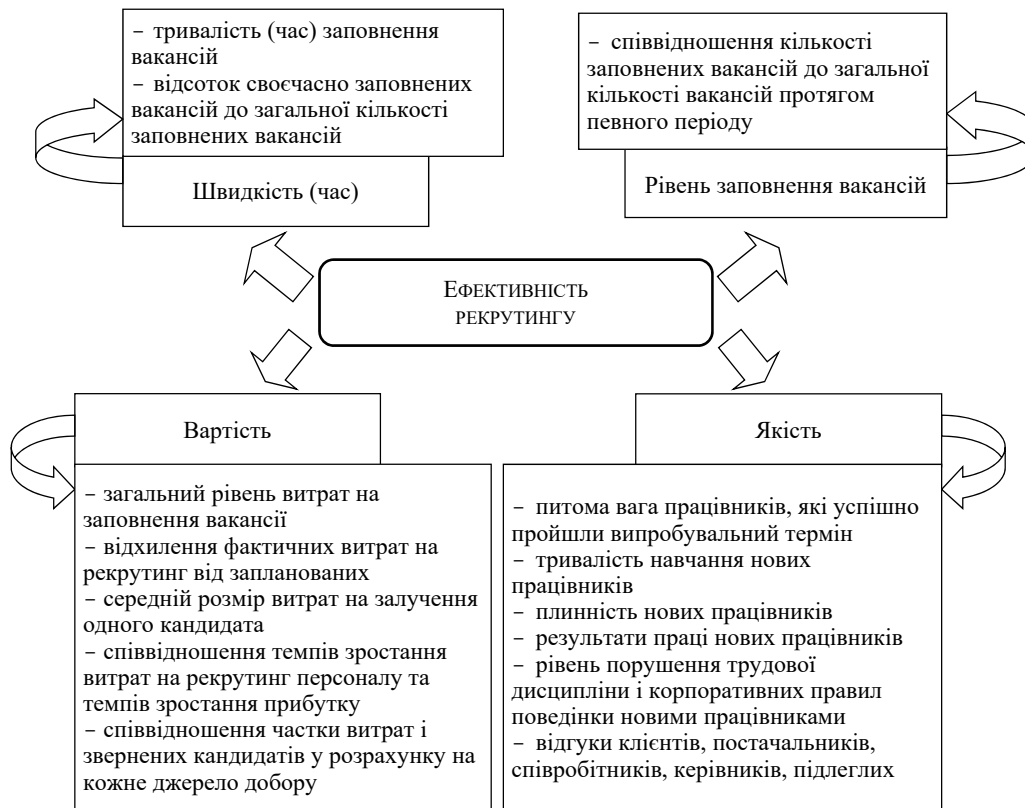 − тривалість (час) заповнення
вакансій
− відсоток своєчасно заповнених
вакансій до загальної кількості
заповнених вакансій
Швидкість (час)
− співвідношення кількості
заповнених вакансій до загальної
кількості вакансій протягом
певного періоду
Рівень заповнення вакансій
ЕФЕКТИВНІСТЬ
РЕКРУТИНГУ
Вартість
− загальний рівень витрат на
заповнення вакансії
− відхилення фактичних витрат на
рекрутинг від запланованих
− середній розмір витрат на залучення
одного кандидата
− співвідношення темпів зростання
витрат на рекрутинг персоналу та
темпів зростання прибутку
− співвідношення частки витрат і
звернених кандидатів у розрахунку на
кожне джерело добору
Якість
− питома вага працівників, які успішно
пройшли випробувальний термін
− тривалість навчання нових
працівників
− плинність нових працівників
− результати праці нових працівників
− рівень порушення трудової
дисципліни і корпоративних правил
поведінки новими працівниками
− відгуки клієнтів, постачальників,
співробітників, керівників, підлеглих